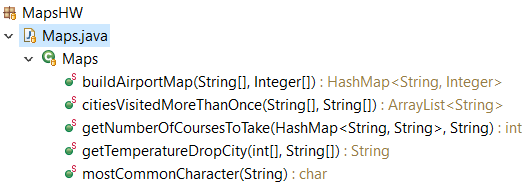 MapsHW
Maps.java
Maps
buildAirportMap(String[], Integer[]) : HashMap<String, Integer>
citiesVisitedMoreThanOnce(String[], String[]) : ArrayList<String>
getNumberOfCoursesToTake(HashMap<String, String>, String) : int
getTemperatureDropCity(int[], String[]) : String
mostCommonCharacter(String) : char